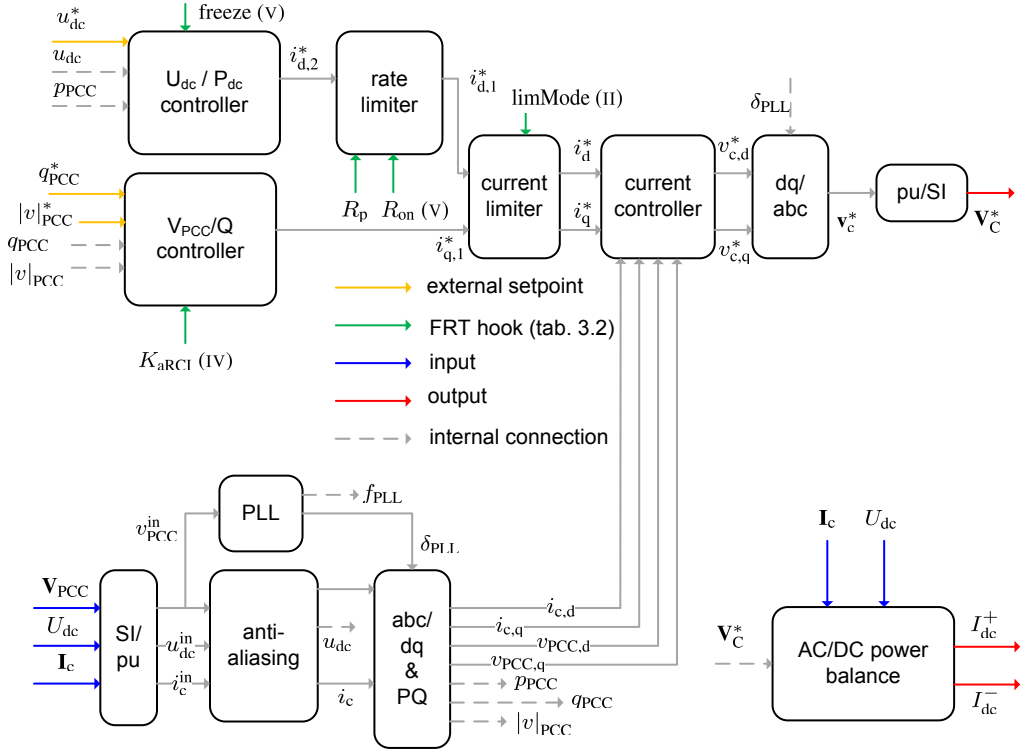 freeze (V)
u*dc
udc
pPCC
Udc / Pdc
controller
i*d,2
rate
limiter
i*d,1
limMode (II)
Rp
Ron (V)
q*PCC
|v|*PCC
qPCC
|v|PCC
VPCC/Q
controller
i*q,1
KaRCI (IV)
current
limiter
i*d
i*q
current
controller
v*c,d
v*c,q
δPLL
dq/
abc
v*c
pu/SI
V*C
external setpoint
FRT hook (tab. 3.2)
input
output
internal connection
PLL
fPLL
vinPCC
δPLL
VPCC
Udc
Ic
SI/
pu
uindc
iinc
anti-
aliasing
udc
ic
abc/
dq
&
PQ
ic,d
ic,q
vPCC,d
vPCC,q
pPCC
qPCC
|v|PCC
Ic
Udc
V*C
AC/DC power
balance
I+dc
I−dc